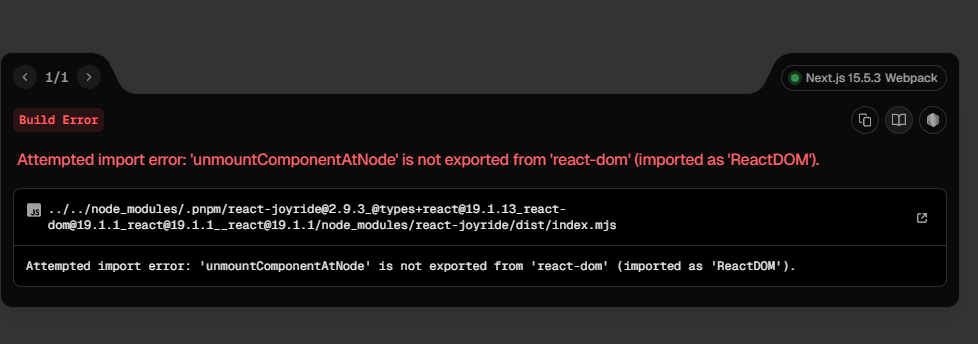 1/1
Next.js 15.5.3 Webpack
Build Error
Attempted import error: 'unmountComponentAtNode' is not exported from 'react-dom' (imported as 'ReactDOM').
JS
../../node_modules/.pnpm/react-joyride@2.9.3_@types+react@19.1.13_react-
dom@19.1.1_react@19.1.1__react@19.1.1/node_modules/react-joyride/dist/index.mjs
Attempted import error: 'unmountComponentAtNode' is not exported from 'react-dom' (imported as 'ReactDOM').